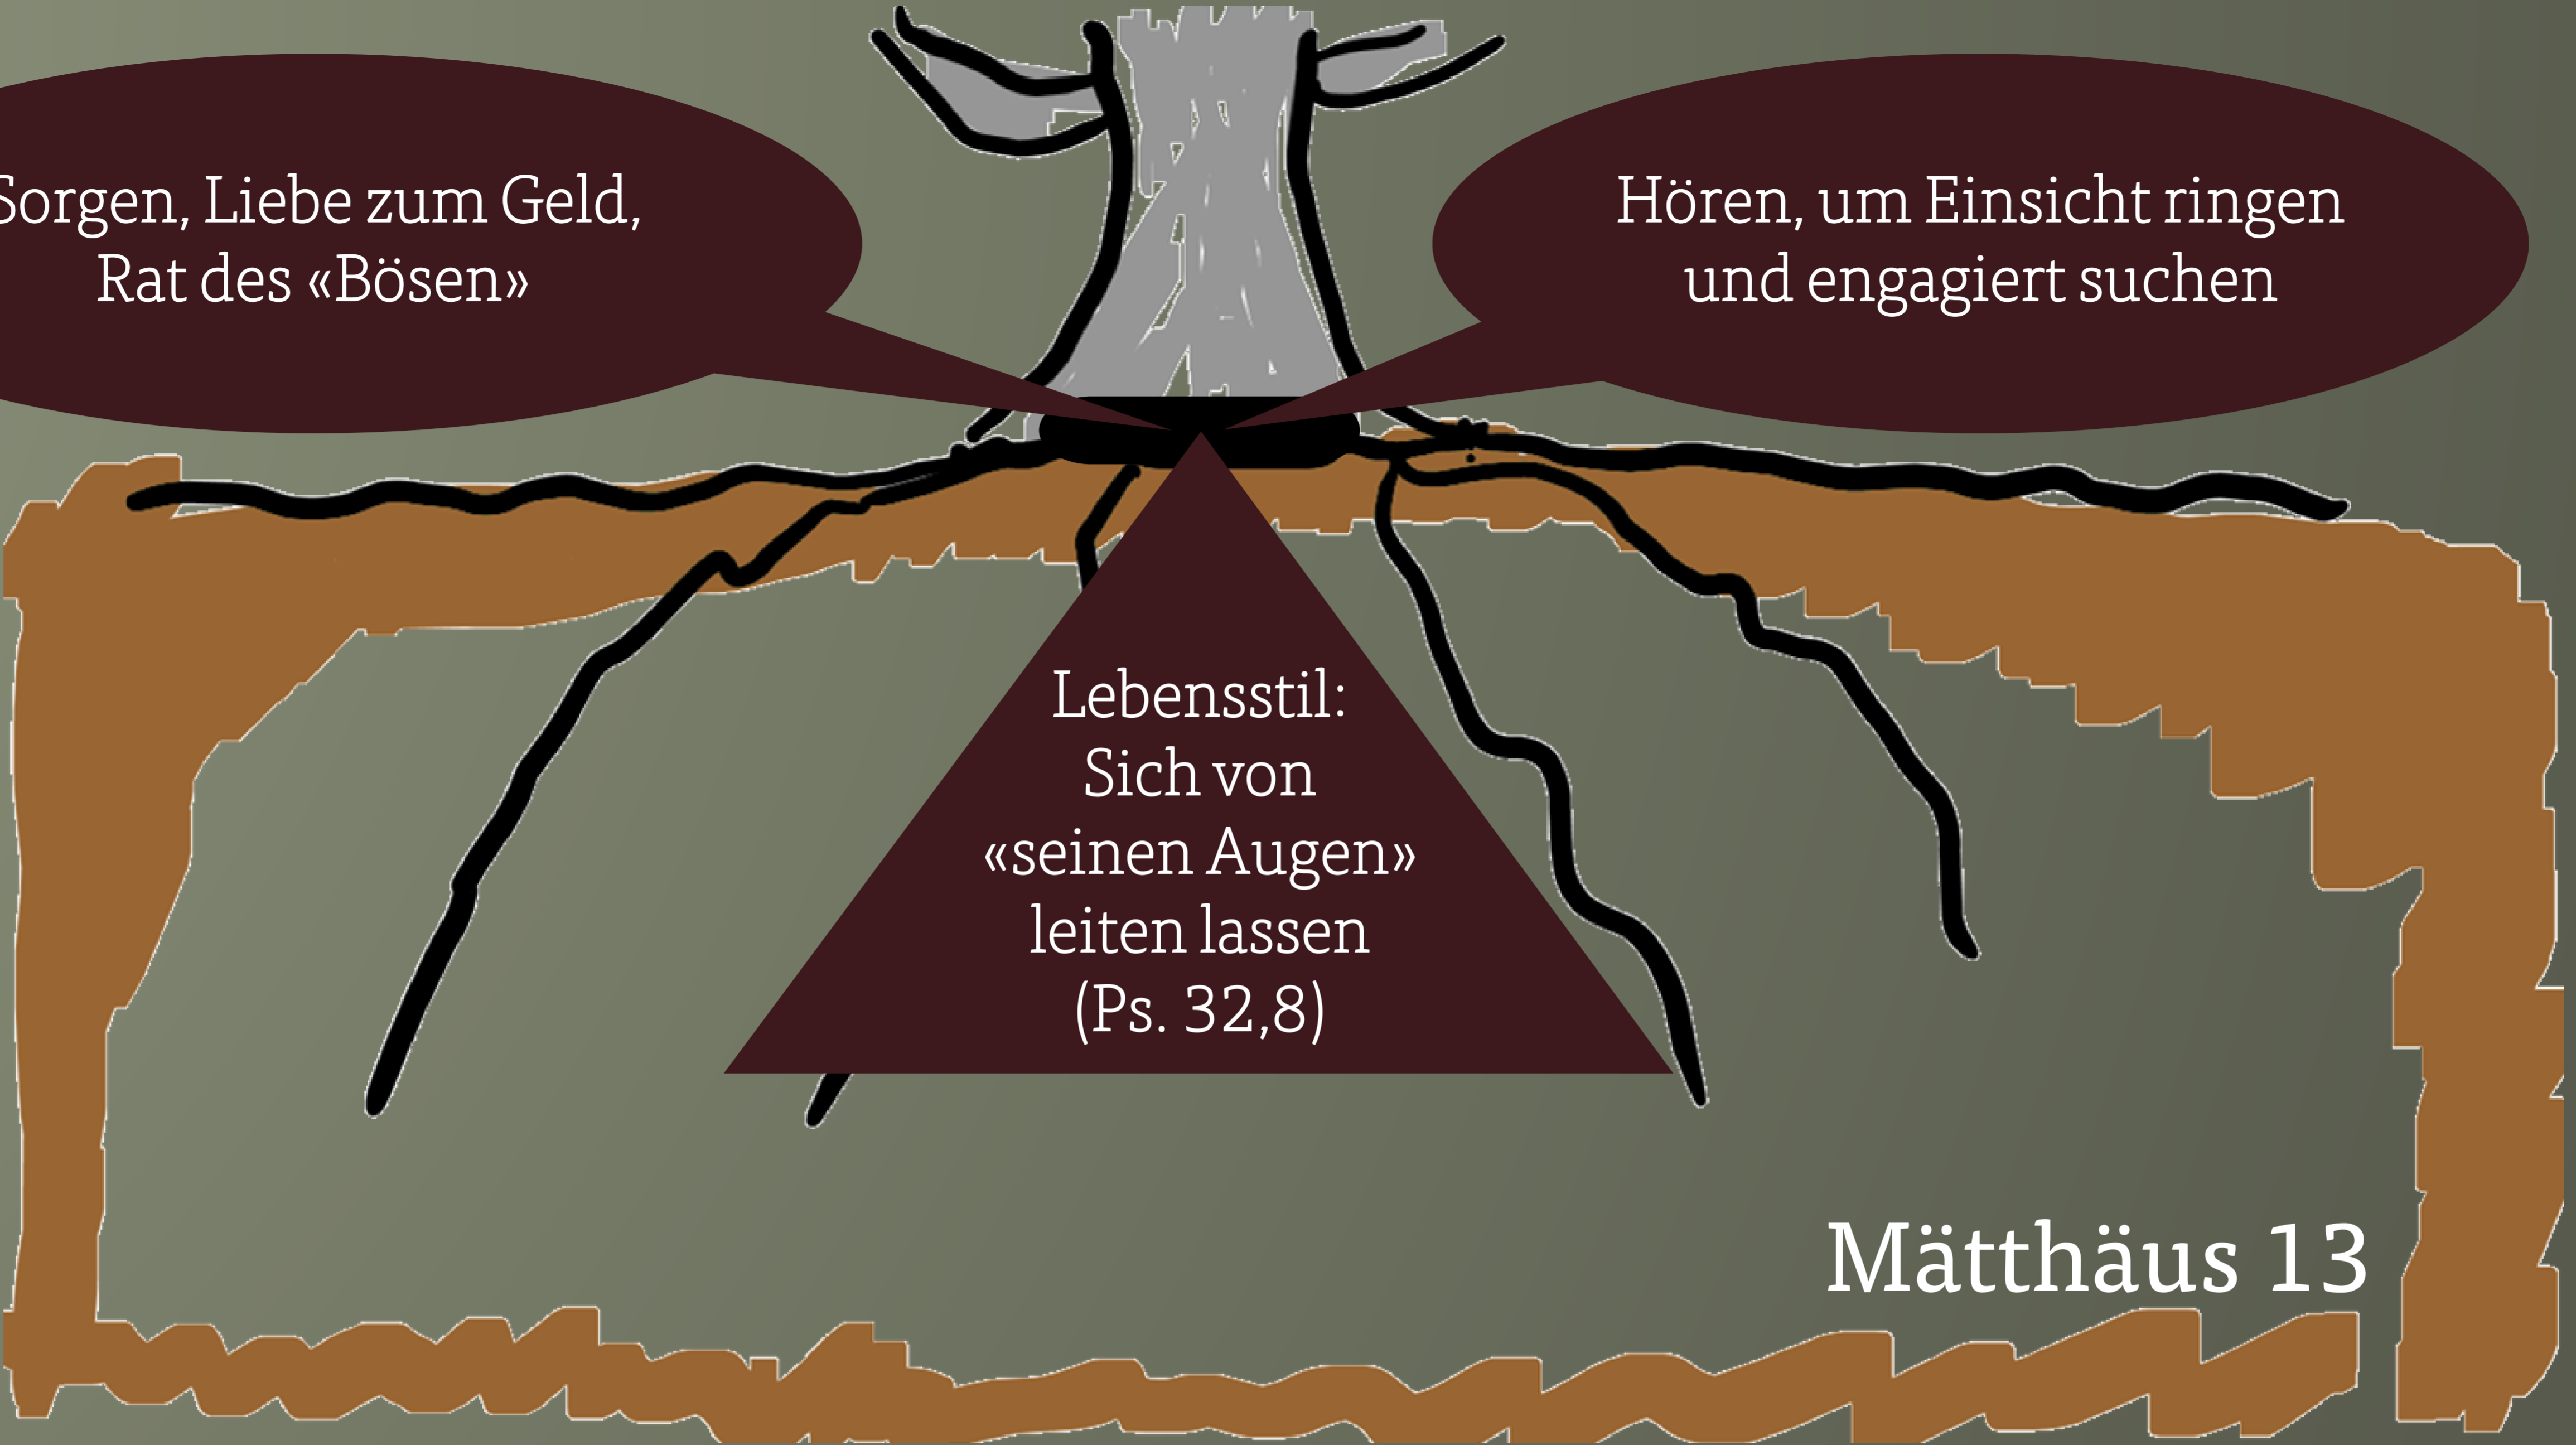 Sorgen, Liebe zum Geld,
Rat des «Bösen»
Hören, um Einsicht ringen
und engagiert suchen
Lebensstil:
Sich von
«seinen Augen»
leiten lassen
(Ps. 32,8)
Mätthäus 13